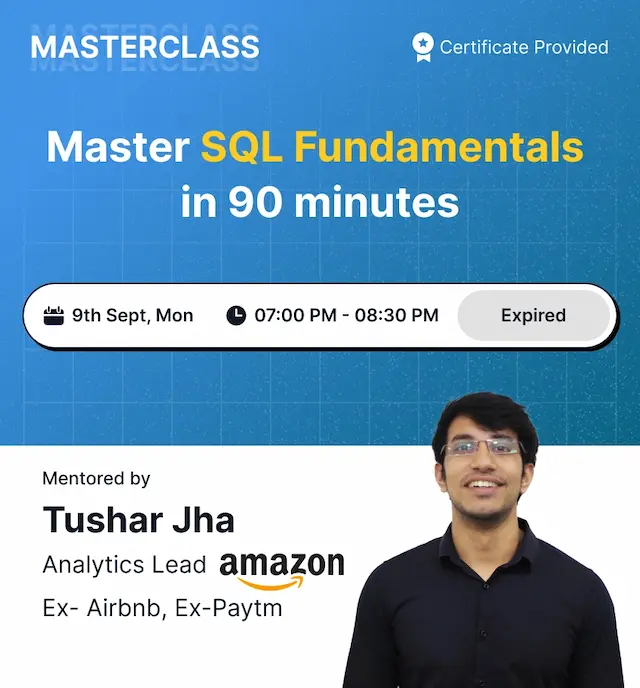 MASTERCLASS
Certificate Provided
Master SQL Fundamentals
in 90 minutes
9th Sept, Mon
07:00 PM - 08:30 PM
Expired
Mentored by
Tushar Jha
Analytics Lead amazon
Ex- Airbnb, Ex-Paytm